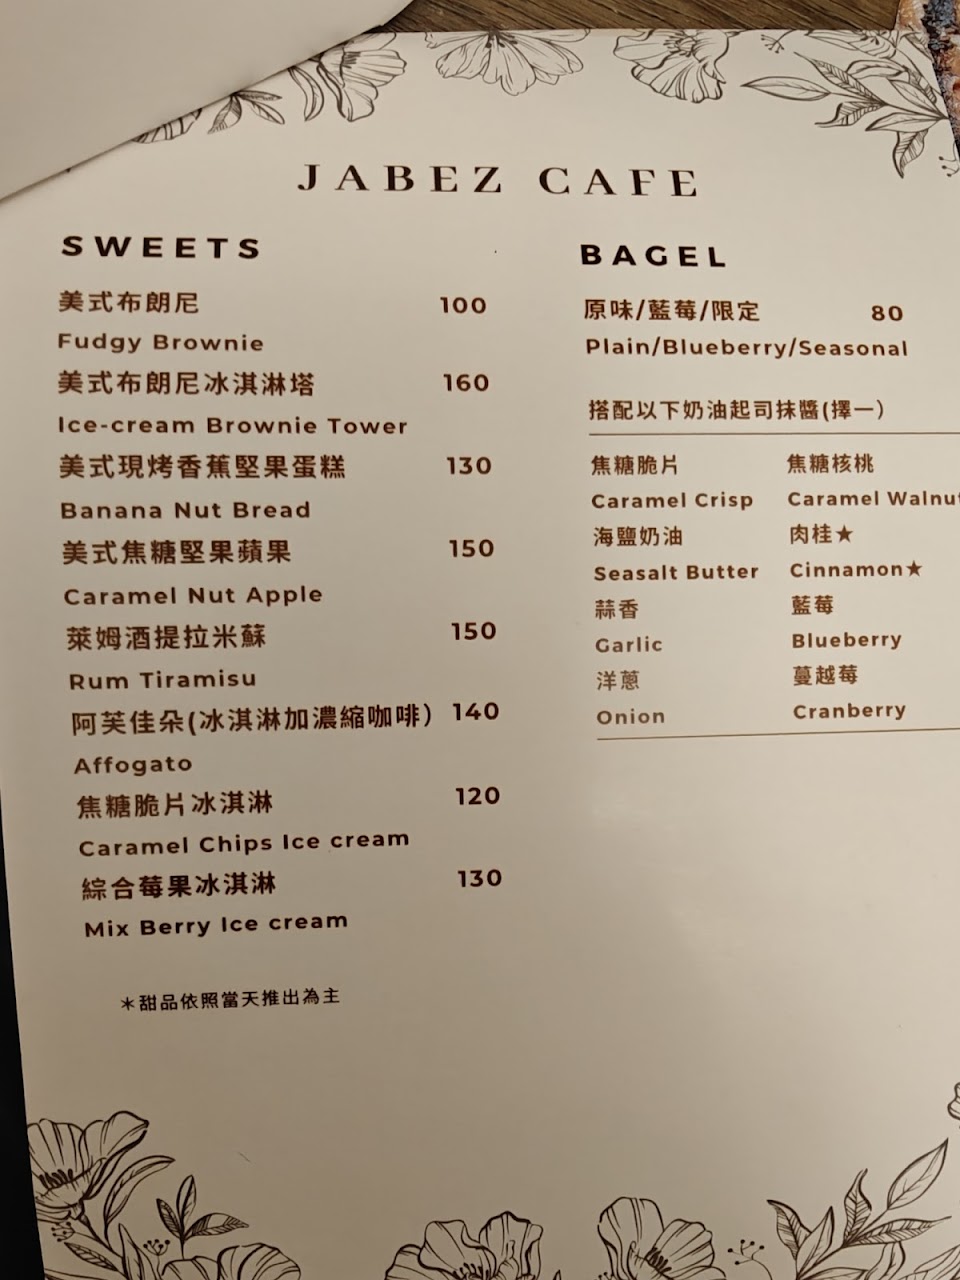 JABEZ CAFE
SWEETS
美式布朗尼 100
Fudgy Brownie
美式布朗尼冰淇淋塔 160
Ice-cream Brownie Tower
美式現烤香蕉堅果蛋糕 130
Banana Nut Bread
美式焦糖堅果蘋果 150
Caramel Nut Apple
萊姆酒提拉米蘇 150
Rum Tiramisu
阿芙佳朵(冰淇淋加濃縮咖啡) 140
Affogato
焦糖脆片冰淇淋 120
Caramel Chips Ice cream
綜合莓果冰淇淋 130
Mix Berry Ice cream
＊甜品依照當天推出為主
BAGEL
原味/藍莓/限定 80
Plain/Blueberry/Seasonal
搭配以下奶油起司抹醬(擇一)
焦糖脆片 焦糖核桃
Caramel Crisp Caramel Walnut
海鹽奶油 肉桂★
Seasalt Butter Cinnamon★
蒜香 藍莓
Garlic Blueberry
洋蔥 蔓越莓
Onion Cranberry